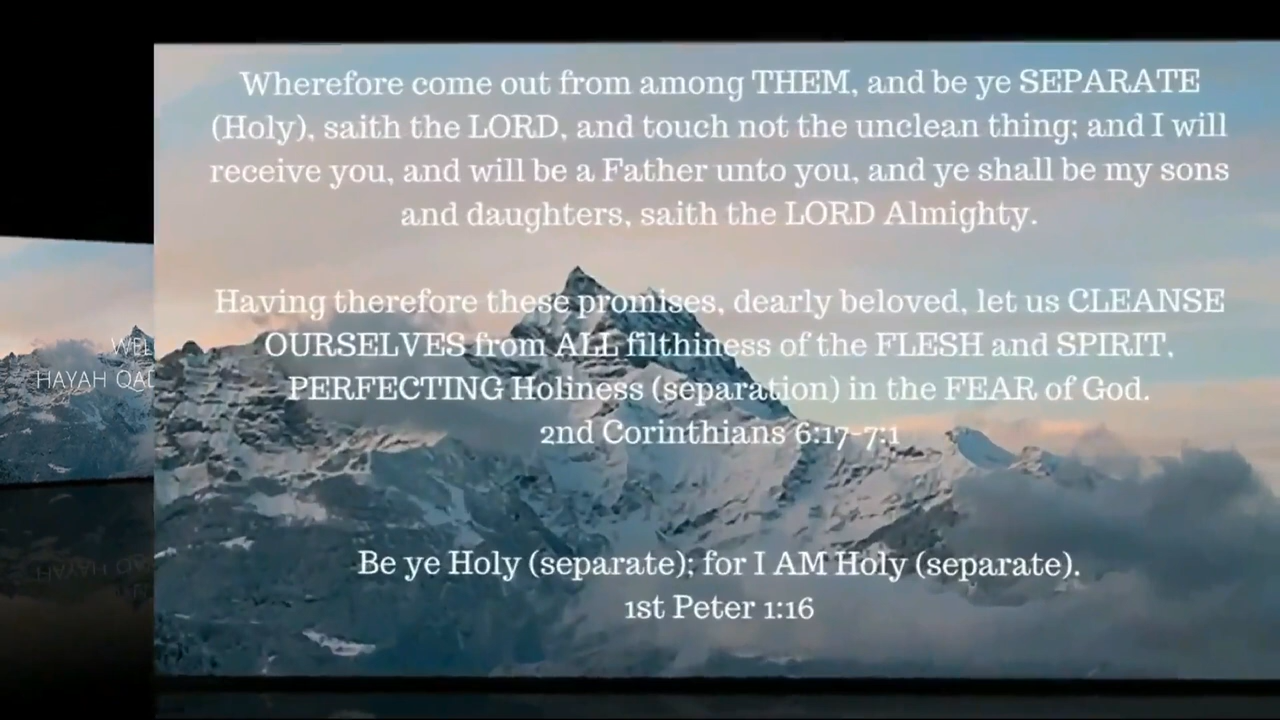 Wherefore come out from among THEM, and be ye SEPARATE
(Holy), saith the LORD, and touch not the unclean thing; and I will
receive you, and will be a Father unto you, and ye shall be my sons
and daughters, saith the LORD Almighty.
Having therefore these promises, dearly beloved, let us CLEANSE
OURSELVES from ALL filthiness of the FLESH and SPIRIT,
PERFECTING Holiness (separation) in the FEAR of God.
2nd Corinthians 6:17-7:1
Be ye Holy (separate); for I AM Holy (separate).
1st Peter 1:16
HAYAH